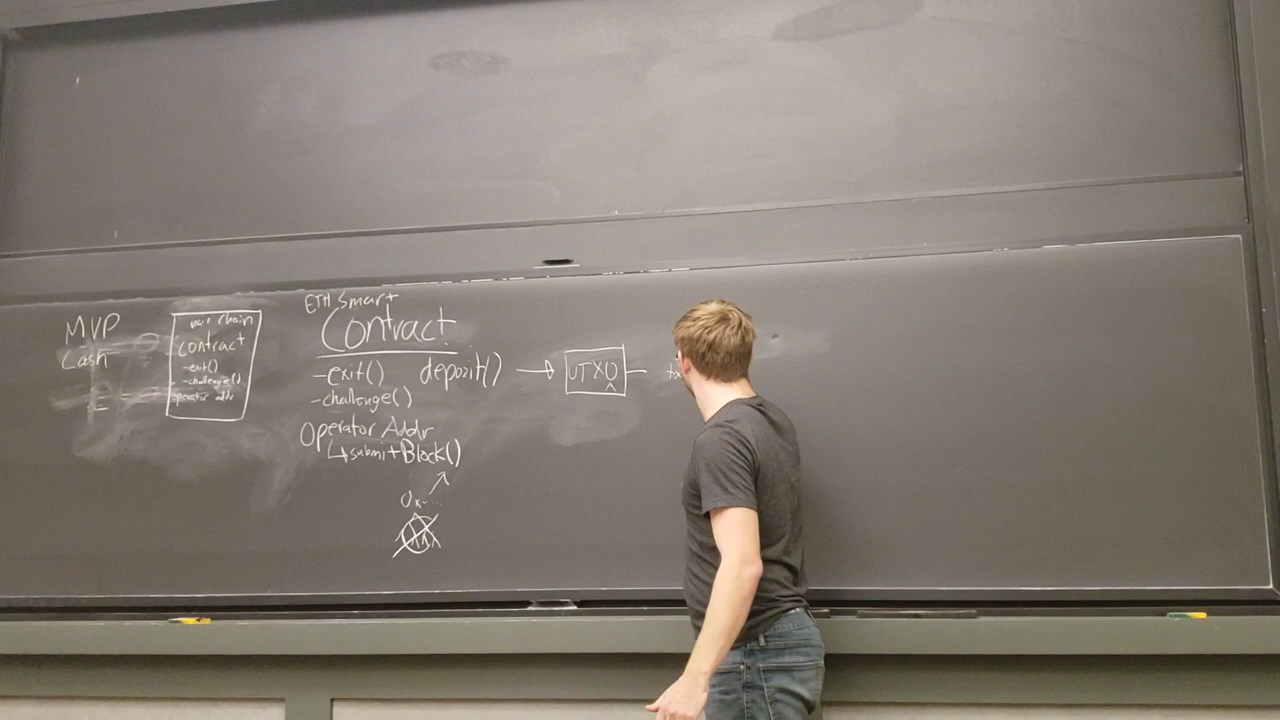 MVP
Cash
main chain
contract
-exit()
-challenge()
operator addr
ETH Smart
Contract
-exit() deposit() → UTXO
-challenge()
Operator Addr
↳submitBlock()
0x...
tx